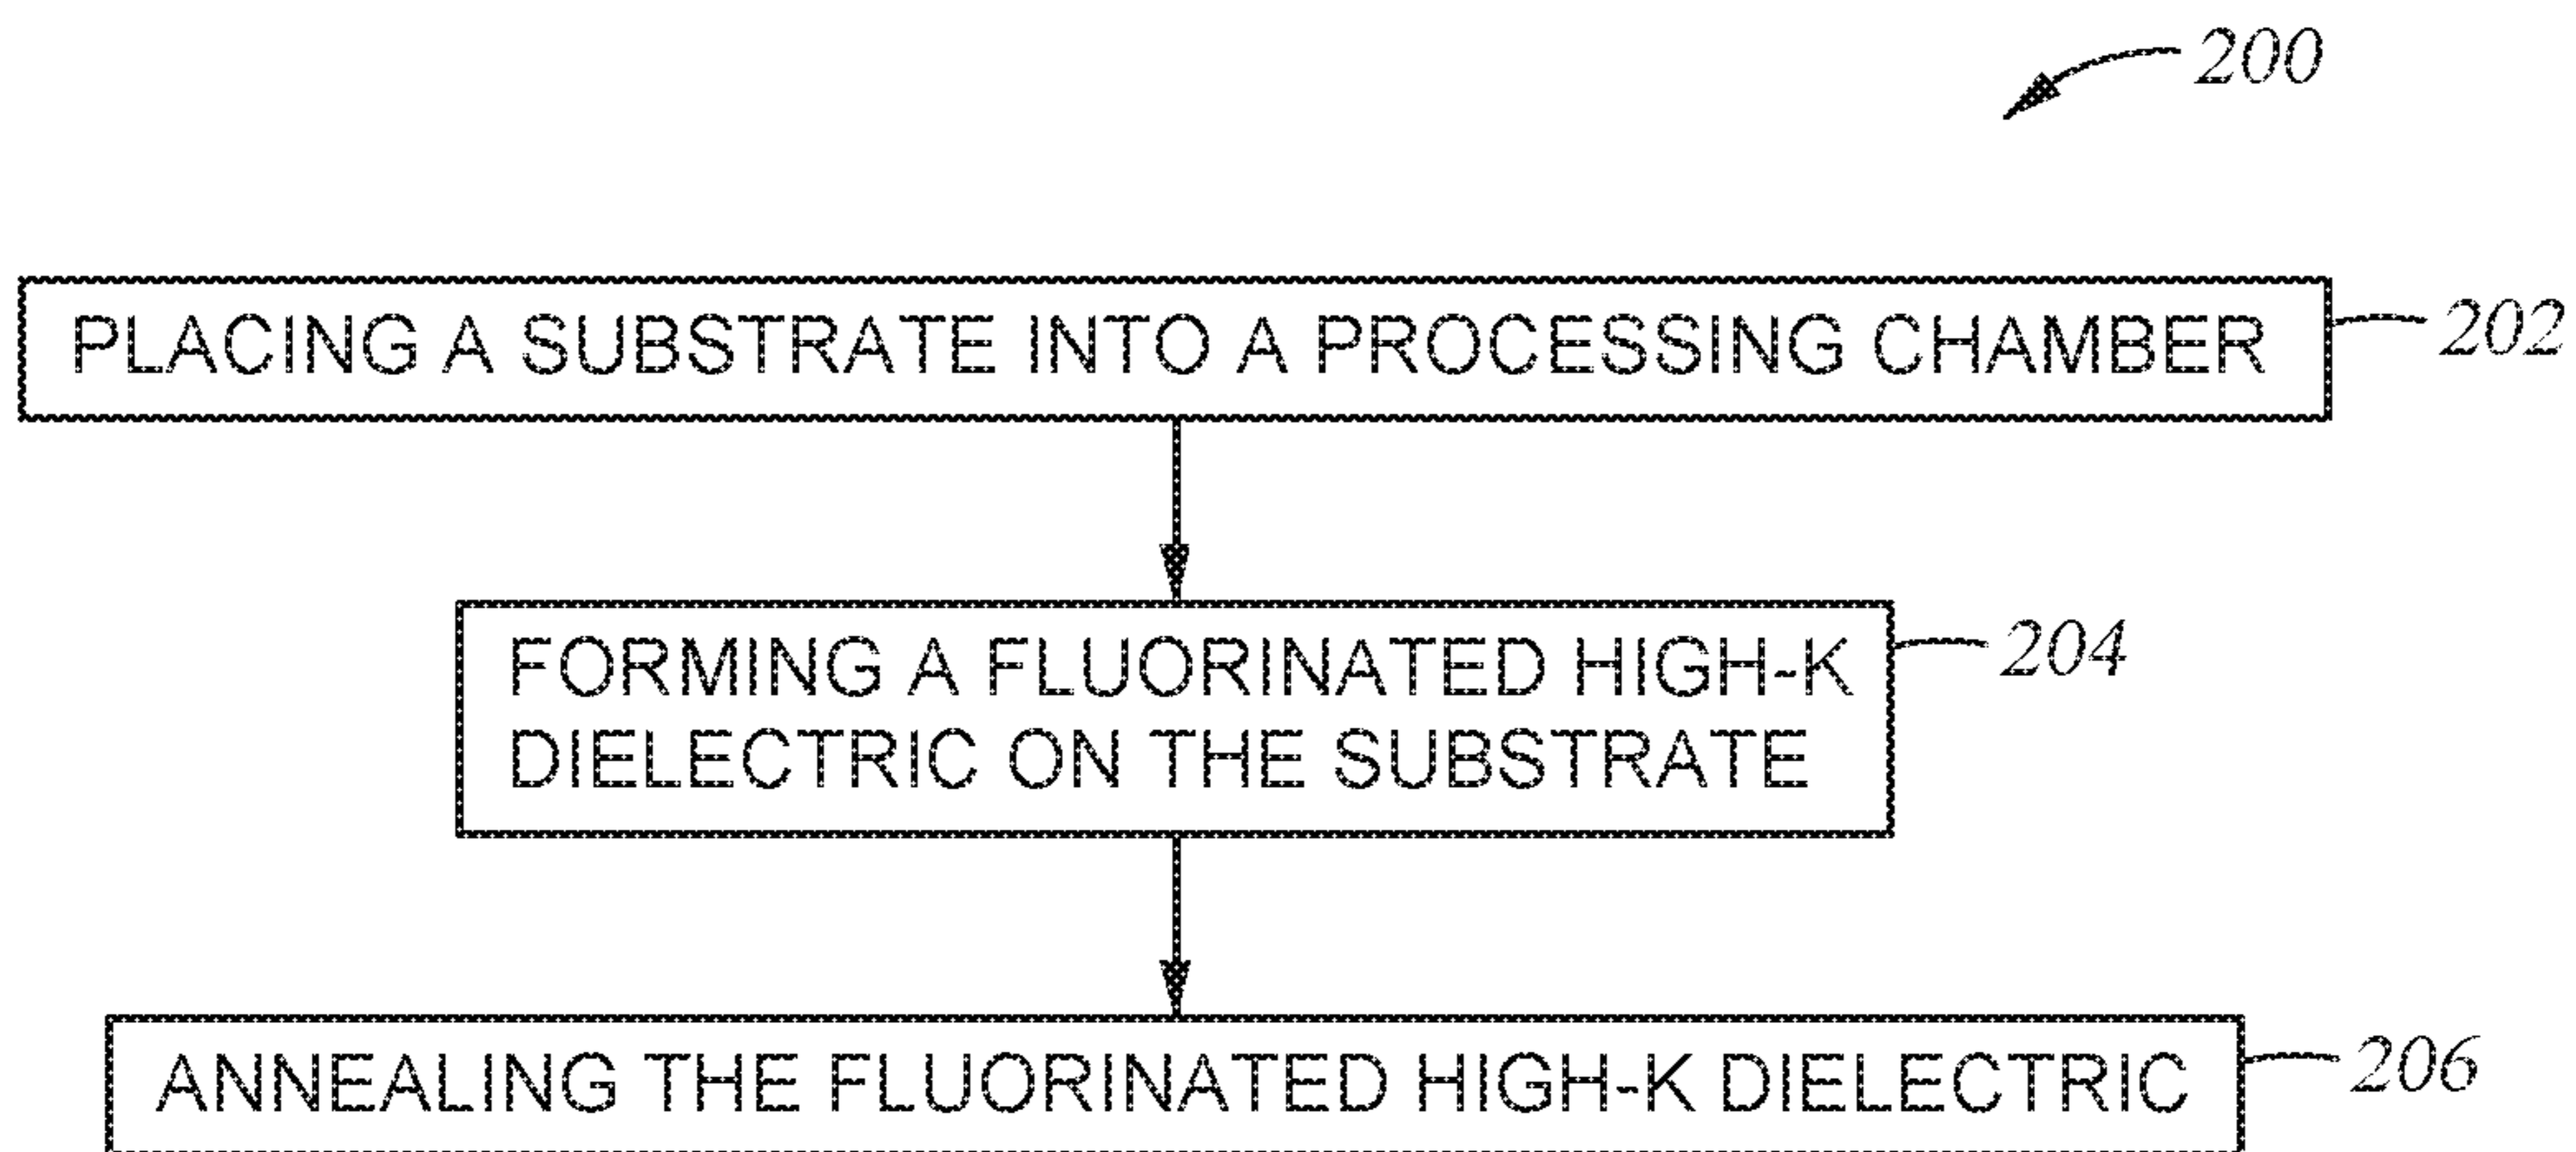 200
PLACING A SUBSTRATE INTO A PROCESSING CHAMBER
202
FORMING A FLUORINATED HIGH-K
DIELECTRIC ON THE SUBSTRATE
204
ANNEALING THE FLUORINATED HIGH-K DIELECTRIC
206